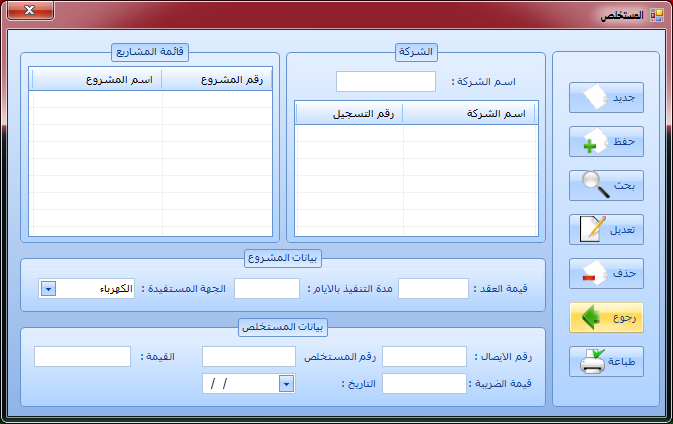 المستخلص
جديد
حفظ
بحث
تعديل
حذف
رجوع
طباعة
الشركة
اسم الشركة :
اسم الشركة رقم التسجيل
قائمة المشاريع
رقم المشروع اسم المشروع
بيانات المشروع
قيمة العقد : مدة التنفيذ بالايام : الجهة المستفيدة : الكهرباء
بيانات المستخلص
رقم الايصال : رقم المستخلص القيمة :
قيمة الضريبة : التاريخ : / /